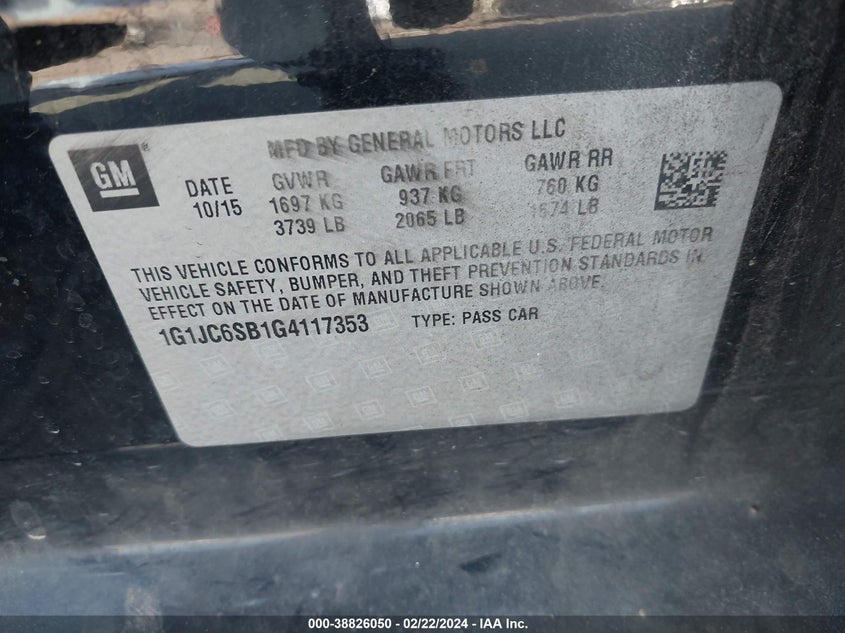 MFD BY GENERAL MOTORS LLC
GM
DATE GVWR GAWR FRT GAWR RR
10/15 1697 KG 937 KG 760 KG
3739 LB 2065 LB 1674 LB
THIS VEHICLE CONFORMS TO ALL APPLICABLE U.S. FEDERAL MOTOR
VEHICLE SAFETY, BUMPER, AND THEFT PREVENTION STANDARDS IN
EFFECT ON THE DATE OF MANUFACTURE SHOWN ABOVE.
1G1JC6SB1G4117353 TYPE: PASS CAR
000-38826050 - 02/22/2024 - IAA Inc.